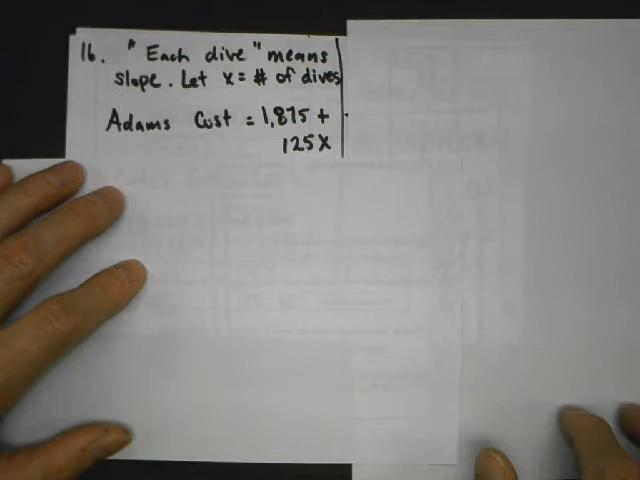 16. "Each dive" means
slope. Let x = # of dives
Adams Cost = 1,875 +
125x